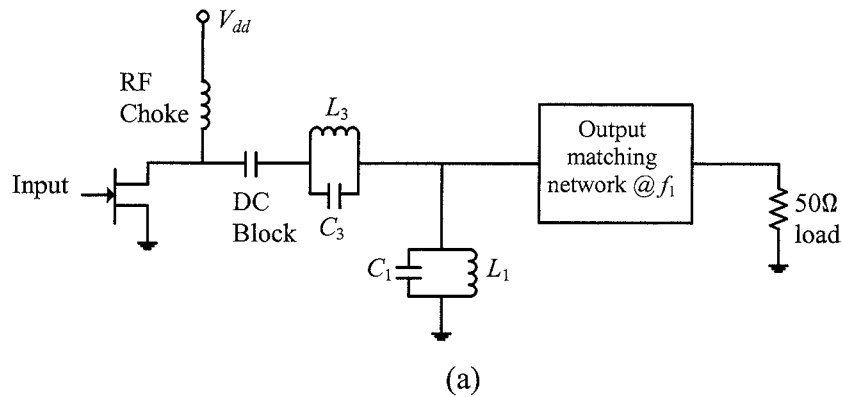 V_dd
RF
Choke
L_3
Input
DC
Block
C_3
Output
matching
network @ f_1
50Ω
load
C_1
L_1
(a)